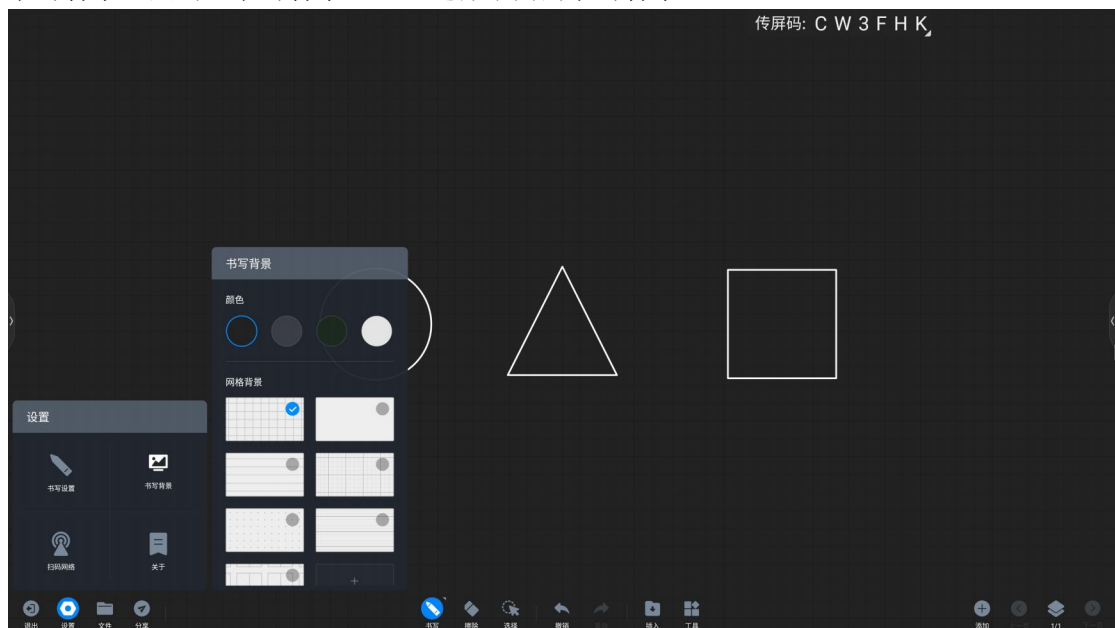 传屏码: C W 3 F H K
书写背景
颜色
网格背景
设置
书写设置
书写背景
扫码网络
关于
退出 设置 文件 分享 书写 擦除 选择 撤销 插入 工具 添加 1/1